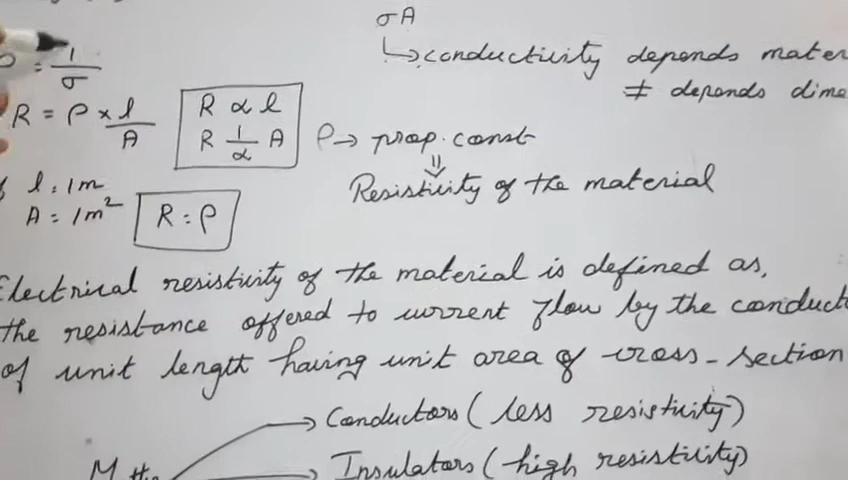 σA
↳ conductivity depends mater
≠ depends dime
ρ = 1/σ
R = ρ × l/A
R ∝ l
R 1/∝ A
ρ → prop. const
⇓
Resistivity of the material
l = 1m
A = 1m²
R = ρ
Electrical resistivity of the material is defined as,
the resistance offered to current flow by the conduct
of unit length having unit area of cross-section
→ Conductors (less resistivity)
→ Insulators (high resistivity)